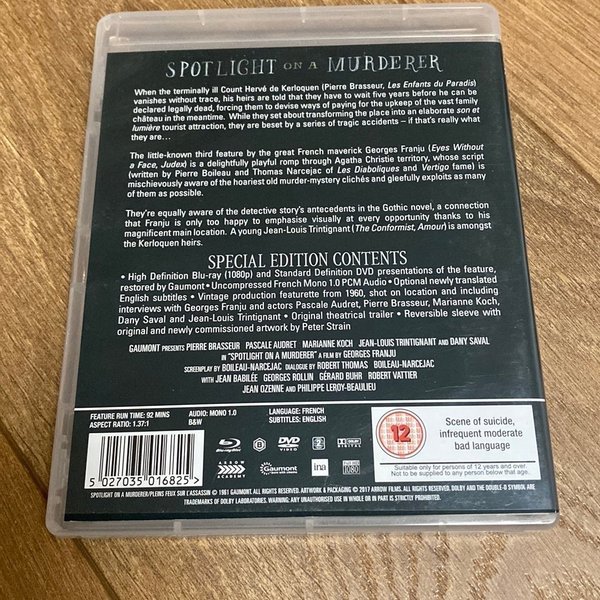 SPOTLIGHT ON A MURDERER
When the terminally ill Count Hervé de Kerloquen (Pierre Brasseur, Les Enfants du Paradis)
vanishes without trace, his heirs are told that they have to wait five years before he can be
declared legally dead, forcing them to devise ways of paying for the upkeep of the vast family
château in the meantime. While they set about transforming the place into an elaborate son et
lumière tourist attraction, they are beset by a series of tragic accidents – if that's really what
they are…
The little-known third feature by the great French maverick Georges Franju (Eyes Without
a Face, Judex) is a delightfully playful romp through Agatha Christie territory, whose script
(written by Pierre Boileau and Thomas Narcejac of Les Diaboliques and Vertigo fame) is
mischievously aware of the hoariest old murder-mystery clichés and gleefully exploits as many
of them as possible.
They're equally aware of the detective story's antecedents in the Gothic novel, a connection
that Franju is only too happy to emphasise visually at every opportunity thanks to his
magnificent main location. A young Jean-Louis Trintignant (The Conformist, Amour) is amongst
the Kerloquen heirs.
SPECIAL EDITION CONTENTS
• High Definition Blu-ray (1080p) and Standard Definition DVD presentations of the feature,
restored by Gaumont • Uncompressed French Mono 1.0 PCM Audio • Optional newly translated
English subtitles • Vintage production featurette from 1960, shot on location and including
interviews with Georges Franju and actors Pascale Audret, Pierre Brasseur, Marianne Koch,
Dany Saval and Jean-Louis Trintignant • Original theatrical trailer • Reversible sleeve with
original and newly commissioned artwork by Peter Strain
GAUMONT PRESENTS PIERRE BRASSEUR PASCALE AUDRET MARIANNE KOCH JEAN-LOUIS TRINTIGNANT AND DANY SAVAL
IN "SPOTLIGHT ON A MURDERER" A FILM BY GEORGES FRANJU
SCREENPLAY BY BOILEAU-NARCEJAC DIALOGUE BY ROBERT THOMAS BOILEAU-NARCEJAC
WITH JEAN BABILÉE GEORGES ROLLIN GÉRARD BUHR ROBERT VATTIER
JEAN OZENNE AND PHILIPPE LEROY-BEAULIEU
FEATURE RUN TIME: 92 MINS
ASPECT RATIO: 1.37:1
AUDIO: MONO 1.0
B&W
LANGUAGE: FRENCH
SUBTITLES: ENGLISH
12
Scene of suicide,
infrequent moderate
bad language
Suitable only for persons of 12 years and over.
Not to be supplied to any person below that age.
5 027035 016825 >
Blu-ray Disc
DVD
VIDEO
2
DOLBY
DIGITAL
ARROW
ACADEMY
Gaumont
ina
SPOTLIGHT ON A MURDERER/PLEINS FEUX SUR L'ASSASSIN © 1961 GAUMONT. ALL RIGHTS RESERVED. ARTWORK & PACKAGING © 2017 ARROW FILMS. ALL RIGHTS RESERVED. DOLBY AND THE DOUBLE-D SYMBOL ARE
TRADEMARKS OF DOLBY LABORATORIES. WARNING: ANY UNAUTHORISED USE IN WHOLE OR IN PART IS STRICTLY PROHIBITED.